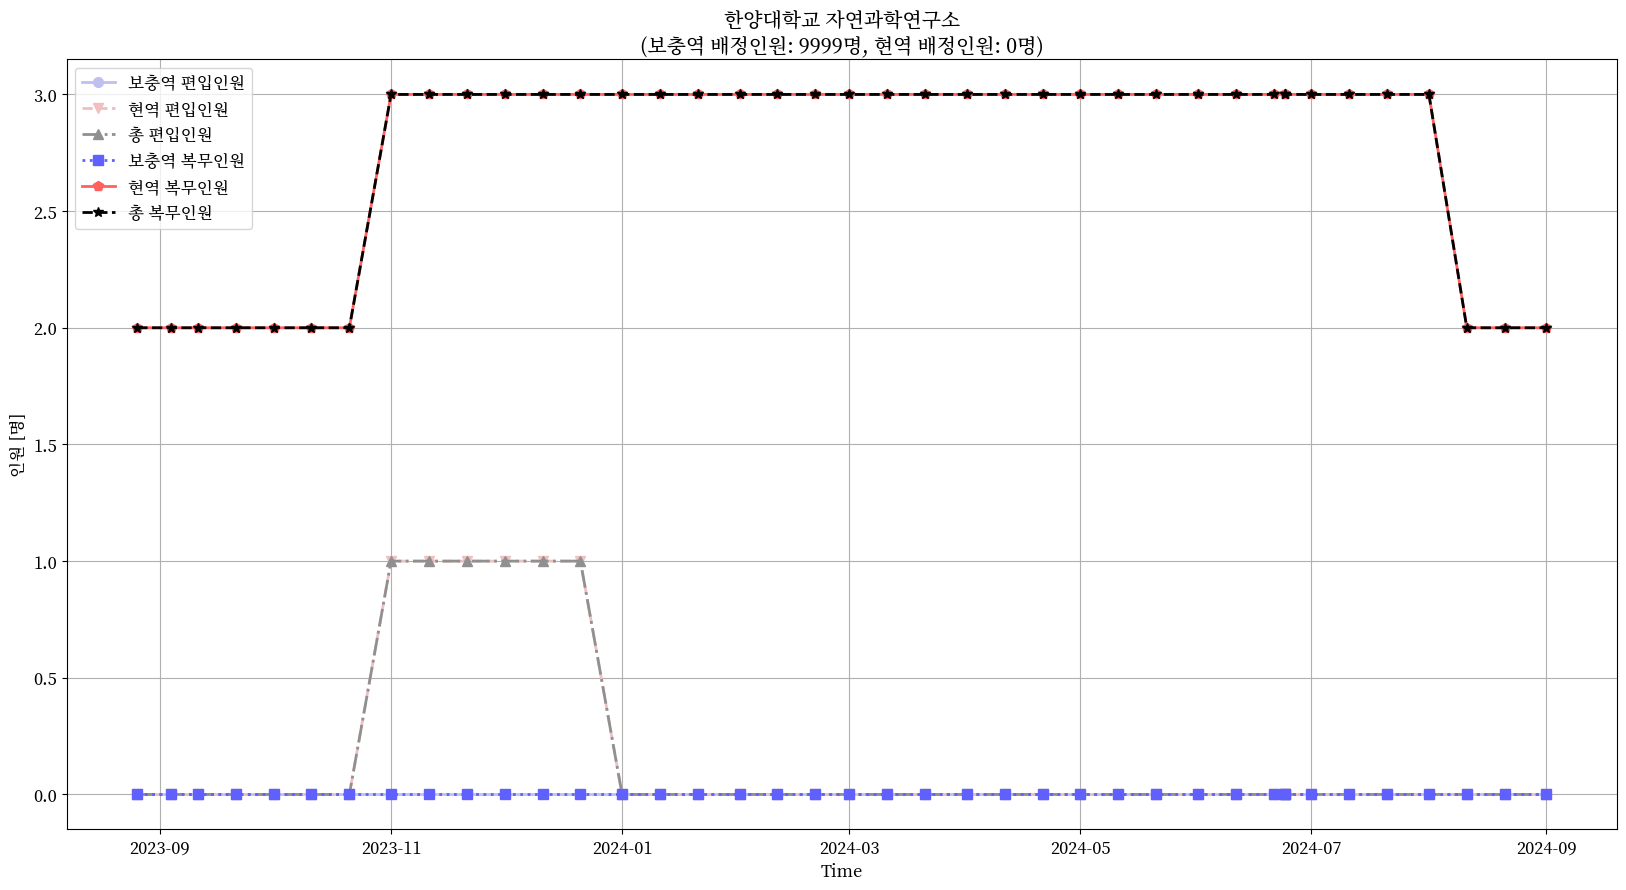 한양대학교 자연과학연구소
(보충역 배정인원: 9999명, 현역 배정인원: 0명)
보충역 편입인원
현역 편입인원
총 편입인원
보충역 복무인원
현역 복무인원
총 복무인원
3.0
2.5
2.0
1.5
1.0
0.5
0.0
인원 [명]
2023-09
2023-11
2024-01
2024-03
2024-05
2024-07
2024-09
Time